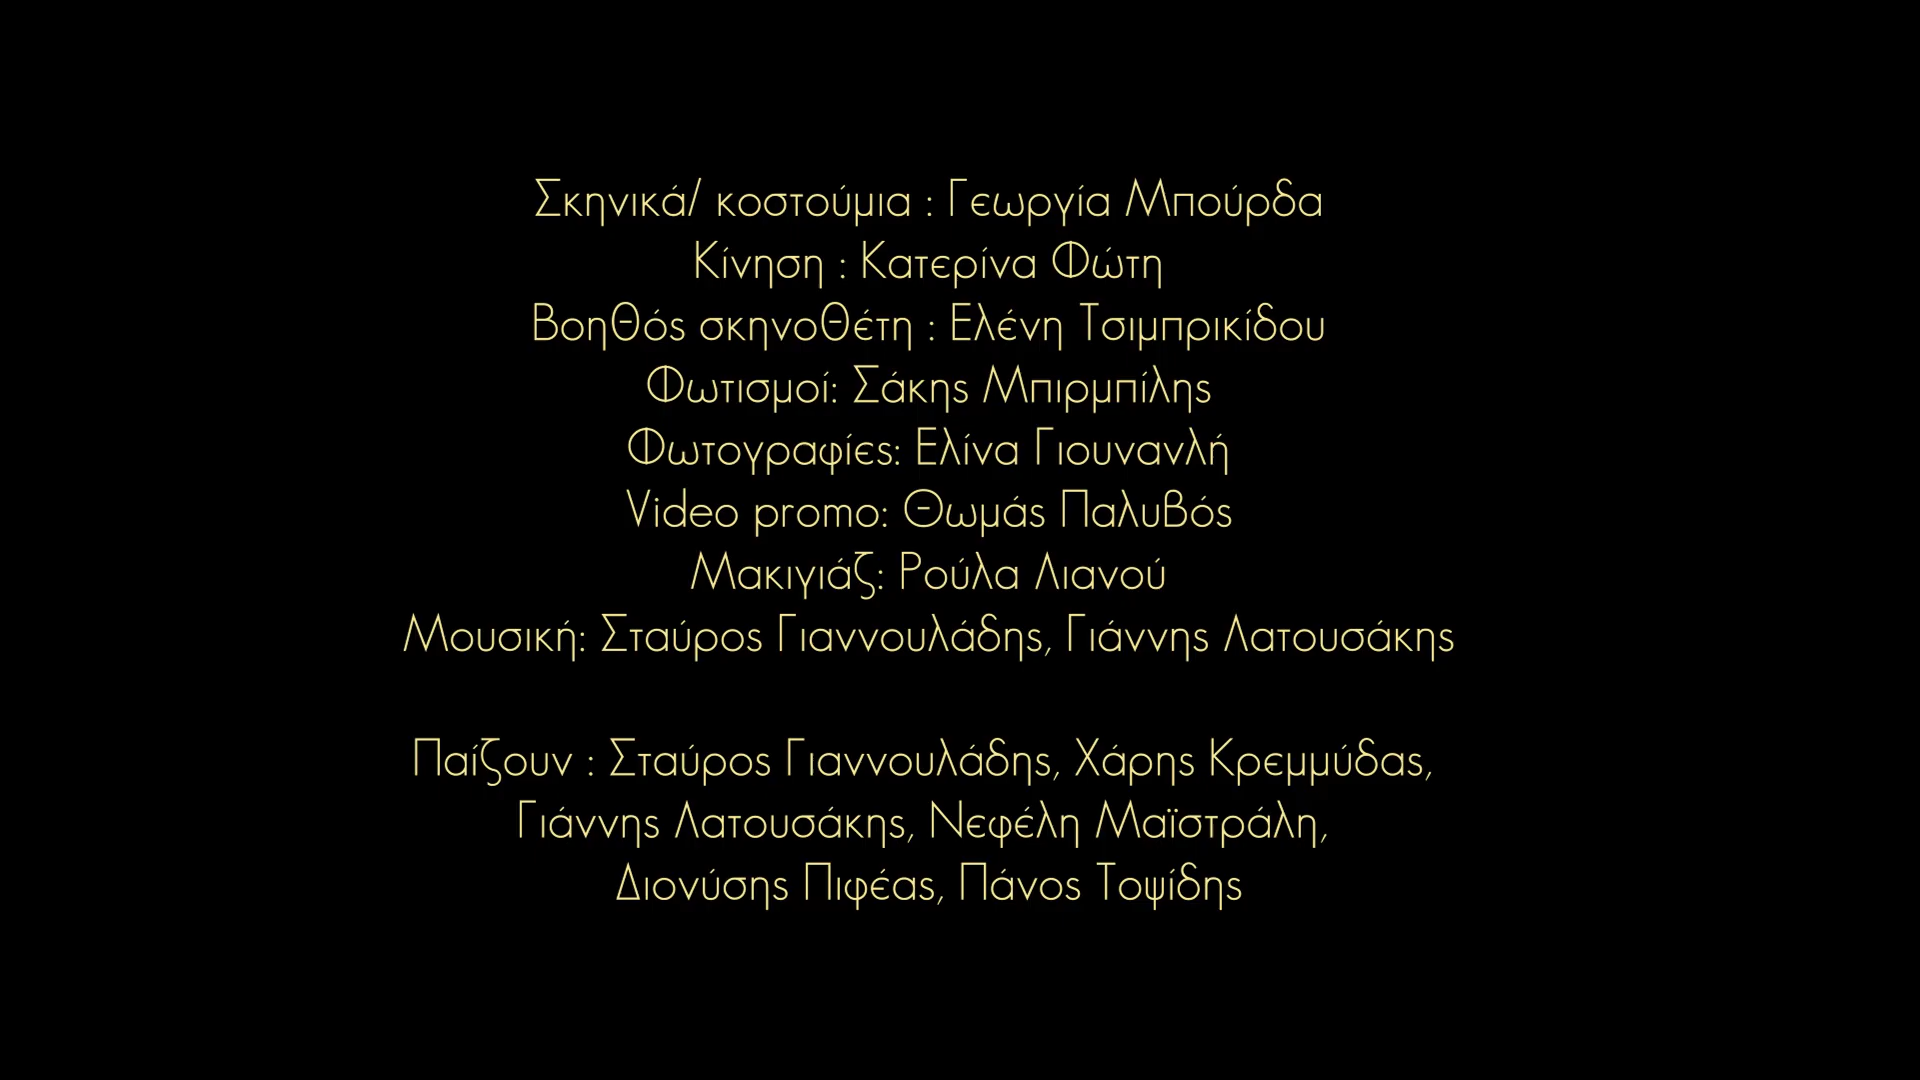 Σκηνικά/ κοστούμια : Γεωργία Μπούρδα
Κίνηση : Κατερίνα Φώτη
Βοηθός σκηνοθέτη : Ελένη Τσιμπρικίδου
Φωτισμοί: Σάκης Μπιρμπίλης
Φωτογραφίες: Ελίνα Γιουνανλή
Video promo: Θωμάς Παλυβός
Μακιγιάζ: Ρούλα Λιανού
Μουσική: Σταύρος Γιαννουλάδης, Γιάννης Λατουσάκης
Παίζουν : Σταύρος Γιαννουλάδης, Χάρης Κρεμμύδας,
Γιάννης Λατουσάκης, Νεφέλη Μαϊστράλη,
Διονύσης Πιφέας, Πάνος Τοψίδης